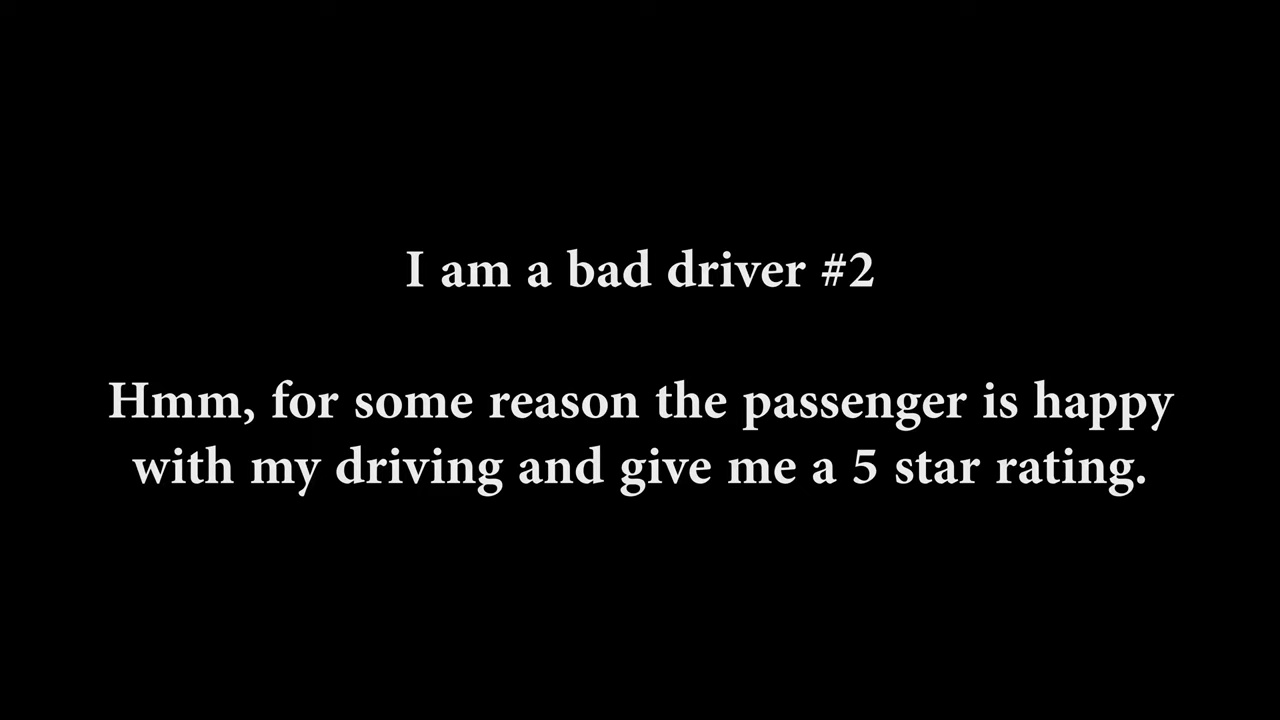 I am a bad driver #2
Hmm, for some reason the passenger is happy
with my driving and give me a 5 star rating.